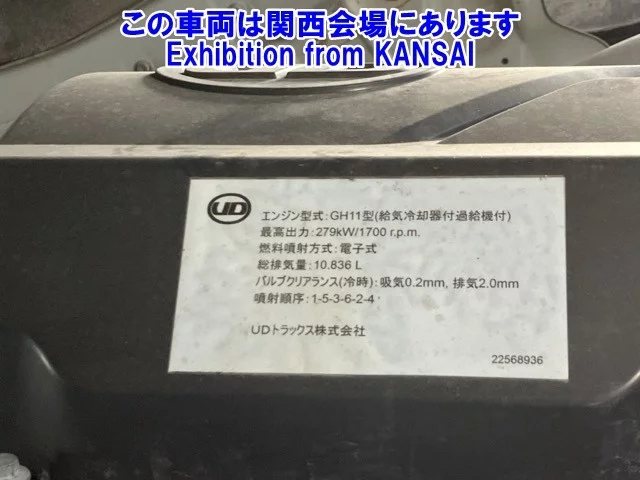 この車両は関西会場にあります
Exhibition from KANSAI
UD
エンジン型式:GH11型(給気冷却器付過給機付)
最高出力:279kW/1700 r.p.m.
燃料噴射方式:電子式
総排気量:10.836 L
バルブクリアランス(冷時):吸気0.2mm, 排気2.0mm
噴射順序:1-5-3-6-2-4
UDトラックス株式会社
22568936